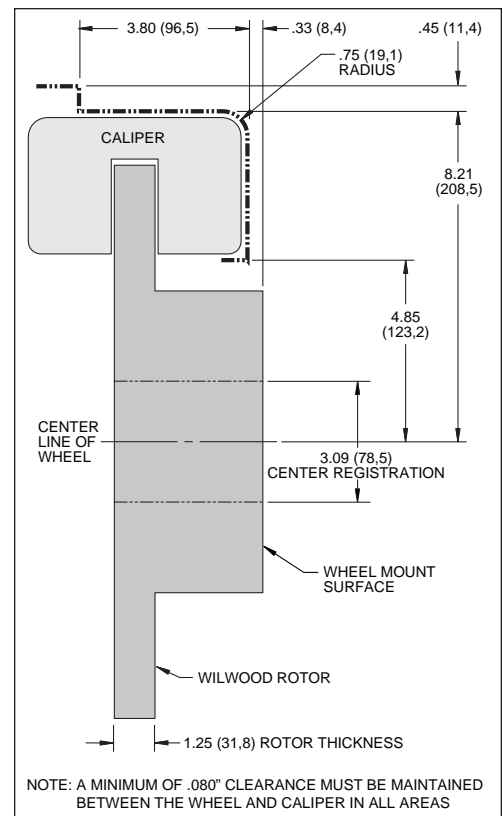 3.80 (96,5)
.33 (8,4)
.45 (11,4)
.75 (19,1)
RADIUS
CALIPER
8.21
(208,5)
4.85
(123,2)
CENTER
LINE OF
WHEEL
3.09 (78,5)
CENTER REGISTRATION
WHEEL MOUNT
SURFACE
WILWOOD ROTOR
1.25 (31,8) ROTOR THICKNESS
NOTE: A MINIMUM OF .080" CLEARANCE MUST BE MAINTAINED
BETWEEN THE WHEEL AND CALIPER IN ALL AREAS